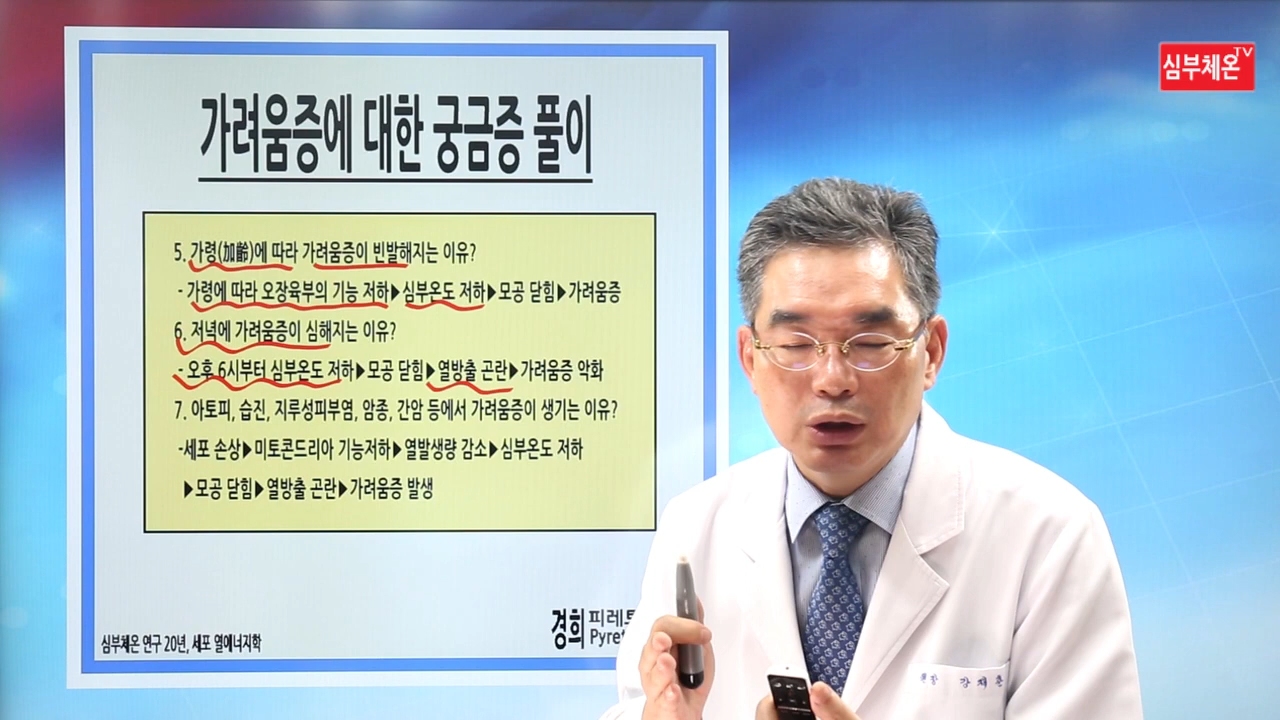 심부체온TV
가려움증에 대한 궁금증 풀이
5. 가령(加齡)에 따라 가려움증이 빈발해지는 이유?
- 가령에 따라 오장육부의 기능 저하▶심부온도 저하▶모공 닫힘▶가려움증
6. 저녁에 가려움증이 심해지는 이유?
- 오후 6시부터 심부온도 저하▶모공 닫힘▶열방출 곤란▶가려움증 악화
7. 아토피, 습진, 지루성피부염, 암종, 간암 등에서 가려움증이 생기는 이유?
-세포 손상▶미토콘드리아 기능저하▶열발생량 감소▶심부온도 저하
▶모공 닫힘▶열방출 곤란▶가려움증 발생
경희 피레
Pyre
심부체온 연구 20년, 세포 열에너지학
원장 강재춘